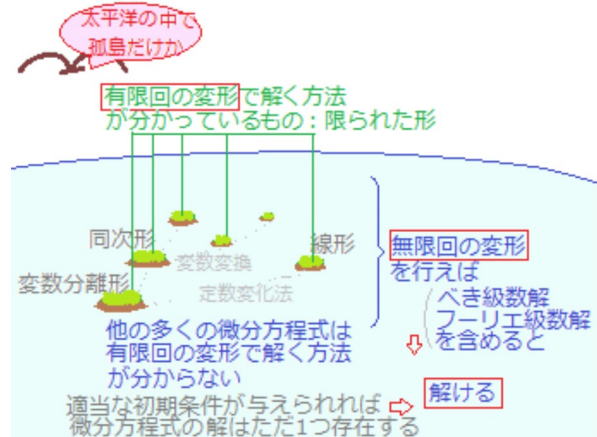 太平洋の中で
孤島だけか
有限回の変形で解く方法
が分かっているもの：限られた形
同次形
変数変換
線形
変数分離形
定数変化法
無限回の変形
を行えば
べき級数解
フーリエ級数解
を含めると
他の多くの微分方程式は
有限回の変形で解く方法
が分からない
解ける
適当な初期条件が与えられれば
微分方程式の解はただ1つ存在する